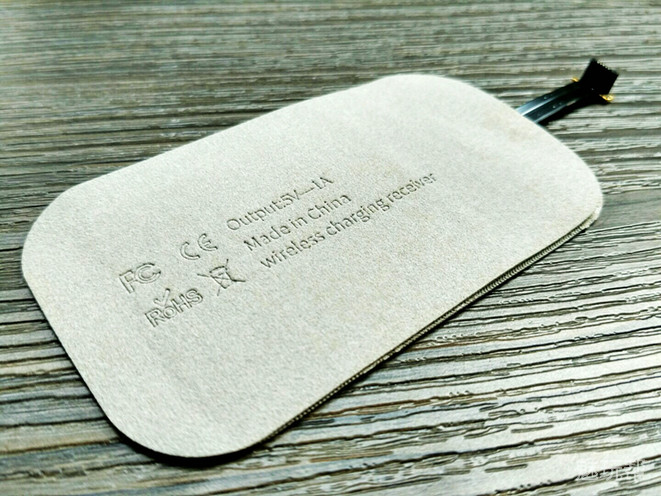 FC CE Output:5V—1A
Made in China
RoHS Wireless charging receiver